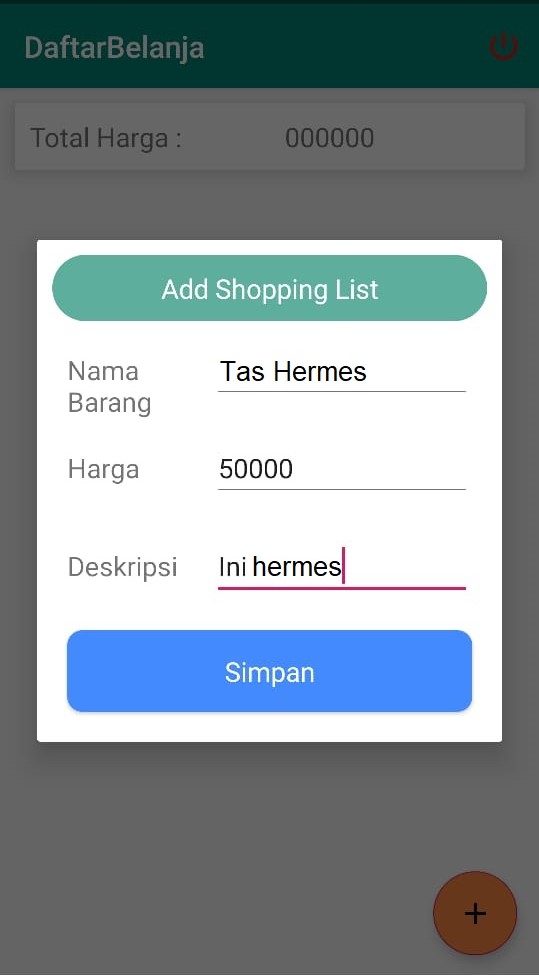 DaftarBelanja
Total Harga : 000000
Add Shopping List
Nama Barang
Tas Hermes
Harga
50000
Deskripsi
Ini hermes
Simpan
+